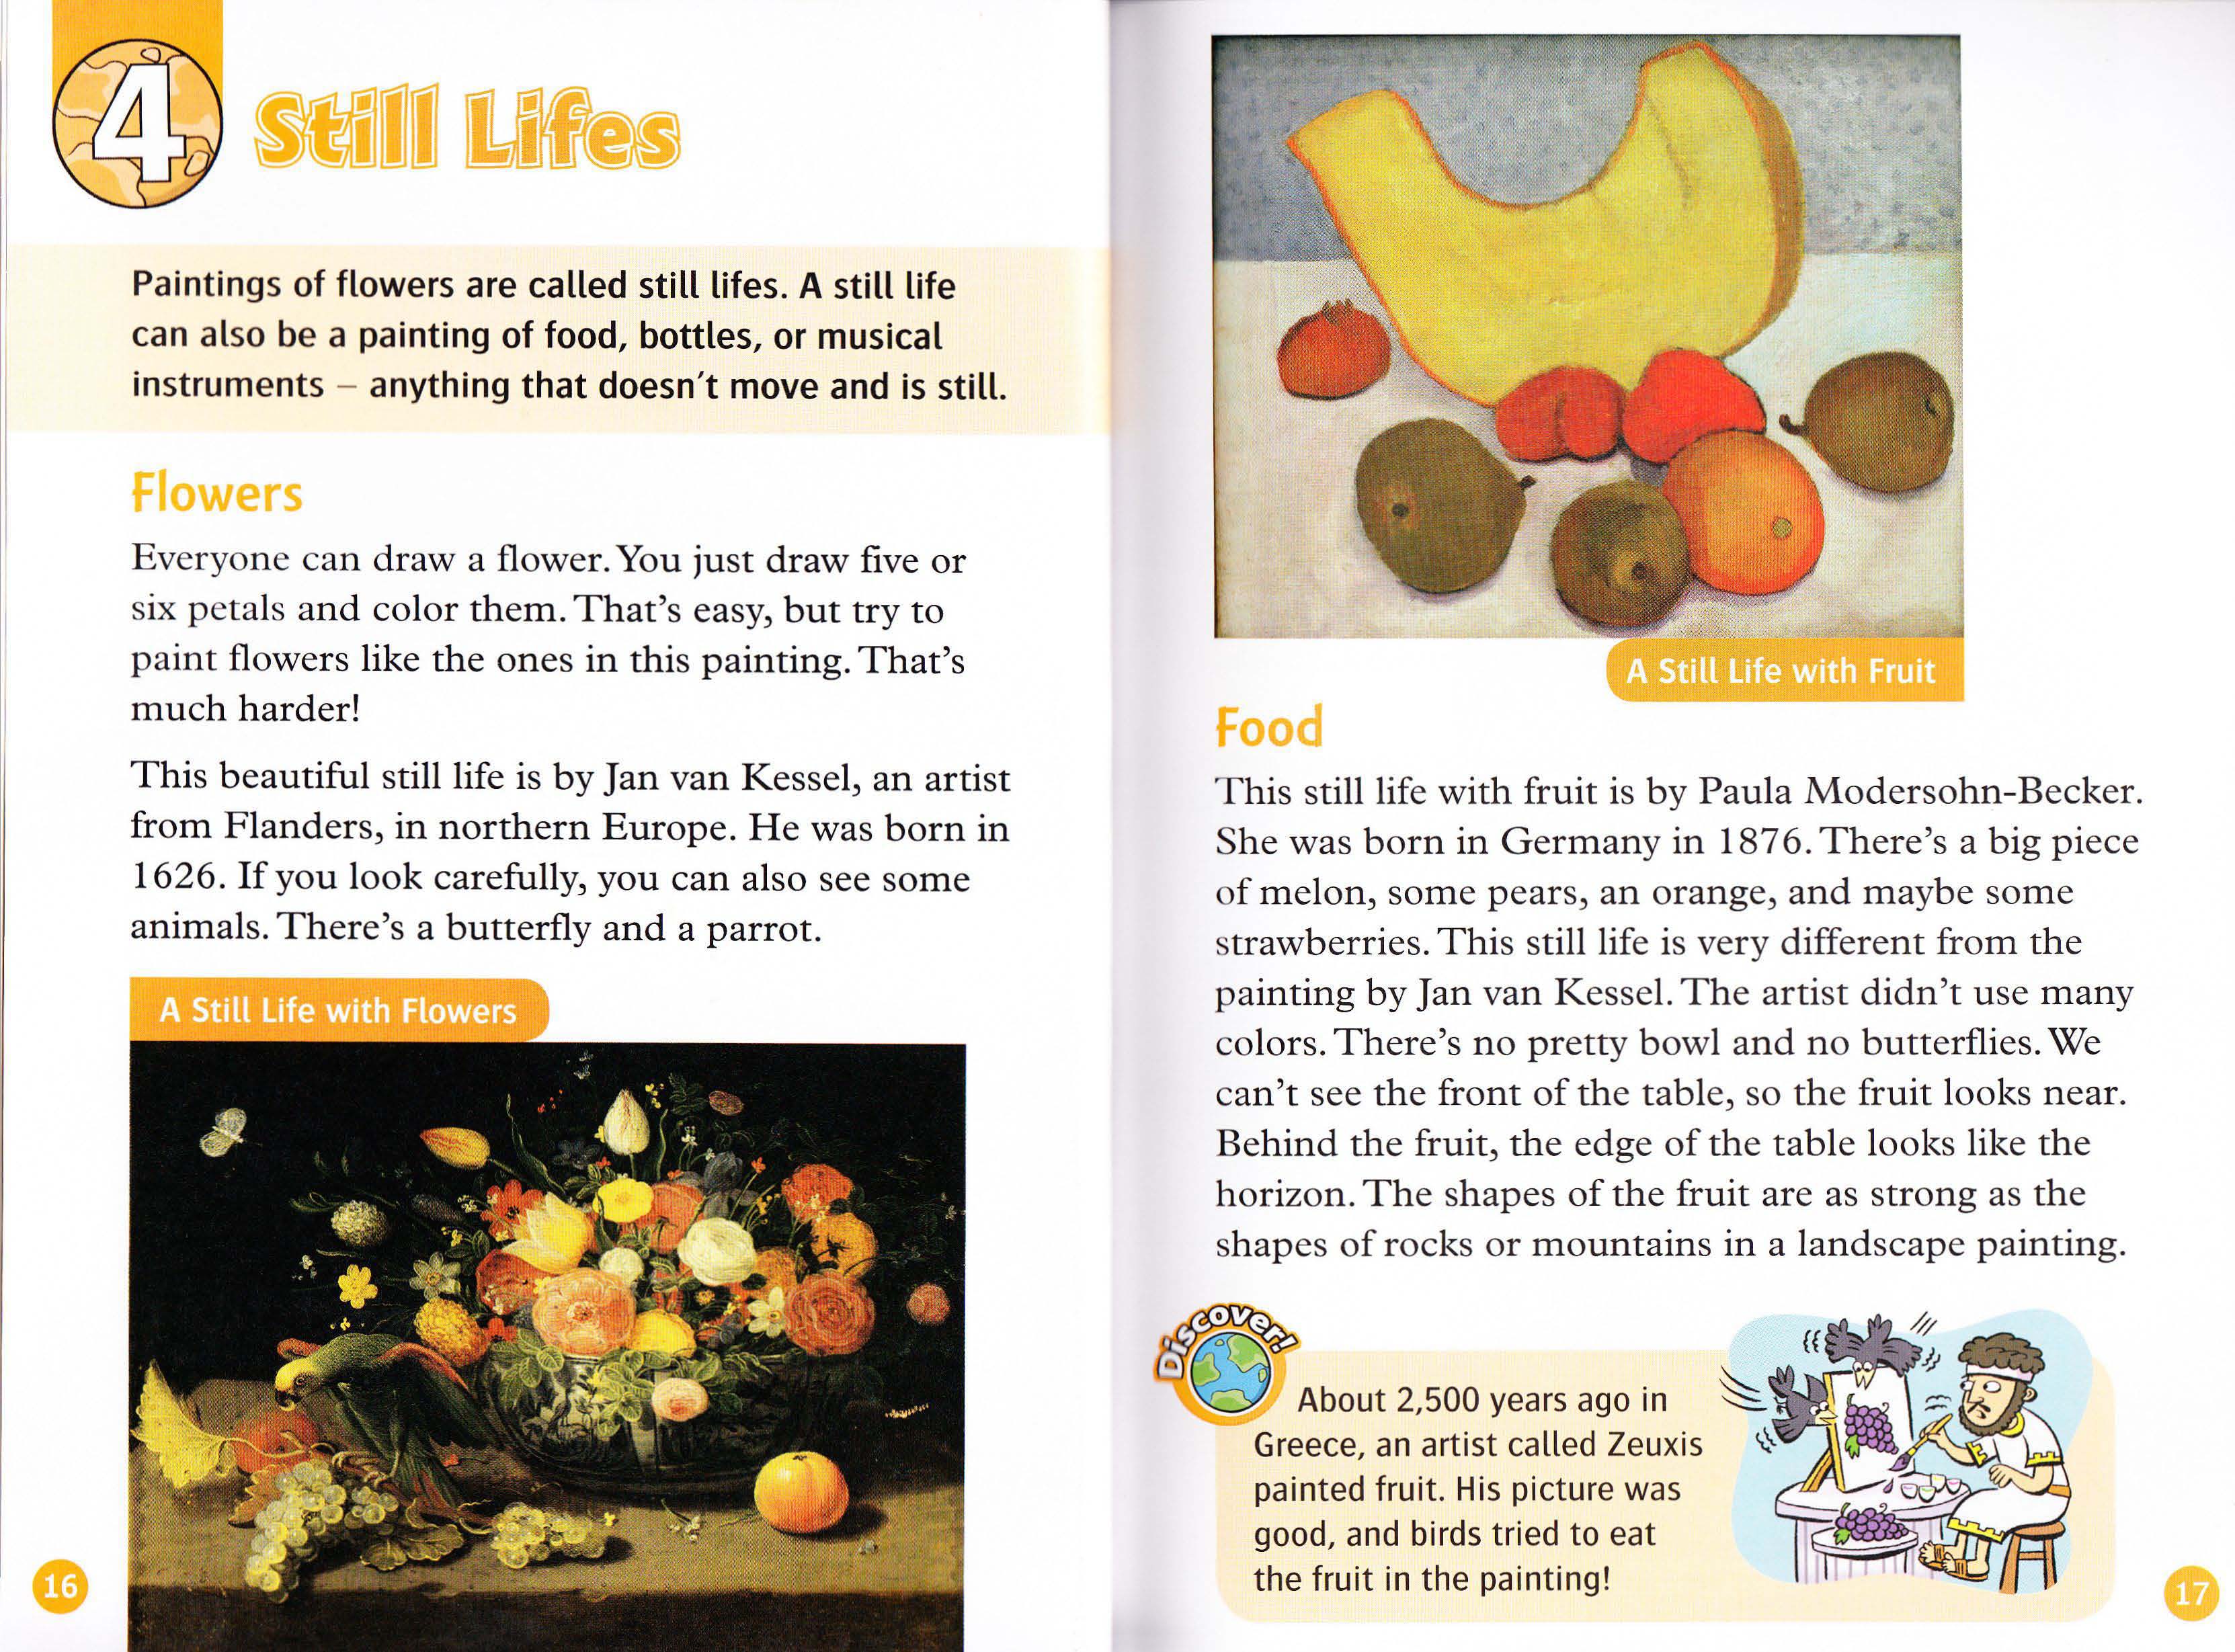 4
Still Lifes
Paintings of flowers are called still lifes. A still life
can also be a painting of food, bottles, or musical
instruments – anything that doesn't move and is still.
Flowers
Everyone can draw a flower. You just draw five or
six petals and color them. That's easy, but try to
paint flowers like the ones in this painting. That's
much harder!
This beautiful still life is by Jan van Kessel, an artist
from Flanders, in northern Europe. He was born in
1626. If you look carefully, you can also see some
animals. There's a butterfly and a parrot.
A Still Life with Flowers
16
A Still Life with Fruit
Food
This still life with fruit is by Paula Modersohn-Becker.
She was born in Germany in 1876. There's a big piece
of melon, some pears, an orange, and maybe some
strawberries. This still life is very different from the
painting by Jan van Kessel. The artist didn't use many
colors. There's no pretty bowl and no butterflies. We
can't see the front of the table, so the fruit looks near.
Behind the fruit, the edge of the table looks like the
horizon. The shapes of the fruit are as strong as the
shapes of rocks or mountains in a landscape painting.
Discover!
About 2,500 years ago in
Greece, an artist called Zeuxis
painted fruit. His picture was
good, and birds tried to eat
the fruit in the painting!
17